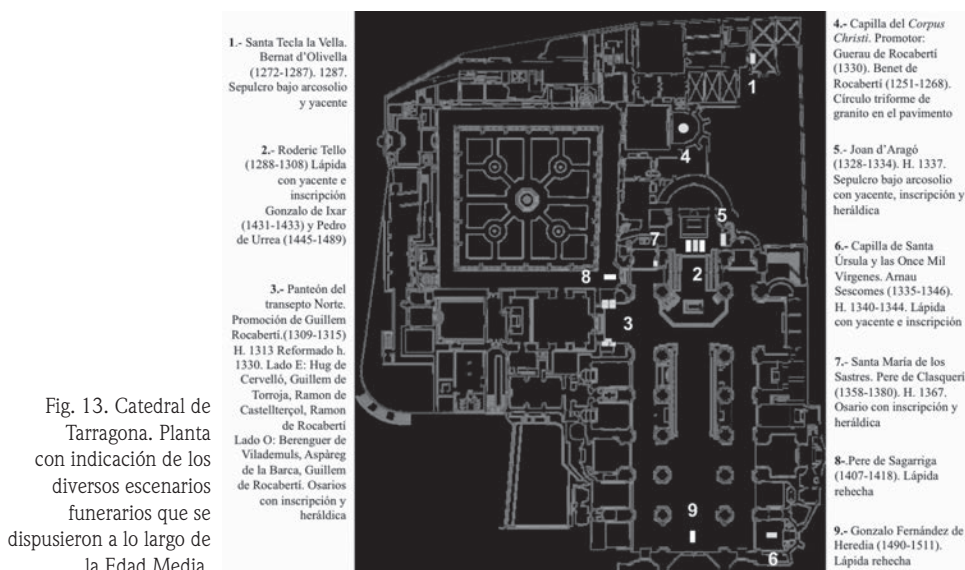 1.- Santa Tecla la Vella.
Bernat d'Olivella
(1272-1287). 1287.
Sepulcro bajo arcosolio
y yacente
2.- Roderic Tello
(1288-1308) Lápida
con yacente e
inscripción
Gonzalo de Ixar
(1431-1433) y Pedro
de Urrea (1445-1489)
3.- Panteón del
transepto Norte.
Promoción de Guillem
Rocabertí.(1309-1315)
H. 1313 Reformado h.
1330. Lado E: Hug de
Cervelló, Guillem de
Torroja, Ramon de
Castellterçol, Ramon
de Rocabertí
Lado O: Berenguer de
Vilademuls, Aspàreg
de la Barca, Guillem
de Rocabertí. Osarios
con inscripción y
heráldica
Fig. 13. Catedral de
Tarragona. Planta
con indicación de los
diversos escenarios
funerarios que se
dispusieron a lo largo de
la Edad Media.
1
4
5
7
2
8
3
9
6
4.- Capilla del Corpus
Christi. Promotor:
Guerau de Rocabertí
(1330). Benet de
Rocabertí (1251-1268).
Círculo triforme de
granito en el pavimento
5.- Joan d'Aragó
(1328-1334). H. 1337.
Sepulcro bajo arcosolio
con yacente, inscripción y
heráldica
6.- Capilla de Santa
Úrsula y las Once Mil
Vírgenes. Arnau
Sescomes (1335-1346).
H. 1340-1344. Lápida
con yacente e inscripción
7.- Santa María de los
Sastres. Pere de Clasquerí
(1358-1380). H. 1367.
Osario con inscripción y
heráldica
8-.Pere de Sagarriga
(1407-1418). Lápida
rehecha
9.- Gonzalo Fernández de
Heredia (1490-1511).
Lápida rehecha